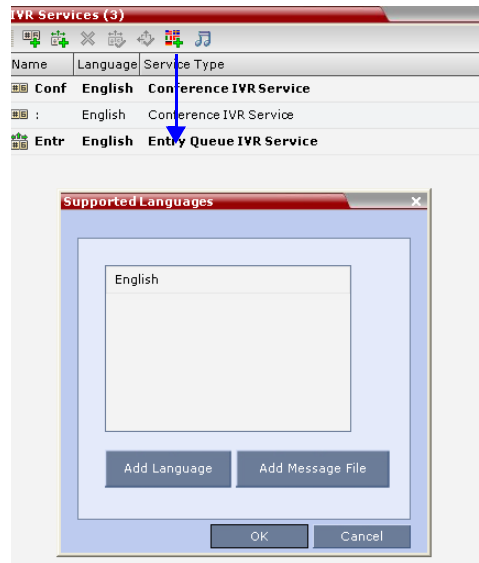 IVR Services (3)
Name Language Service Type
Conf English Conference IVR Service
: English Conference IVR Service
Entr English Entry Queue IVR Service
Supported Languages
English
Add Language Add Message File
OK Cancel